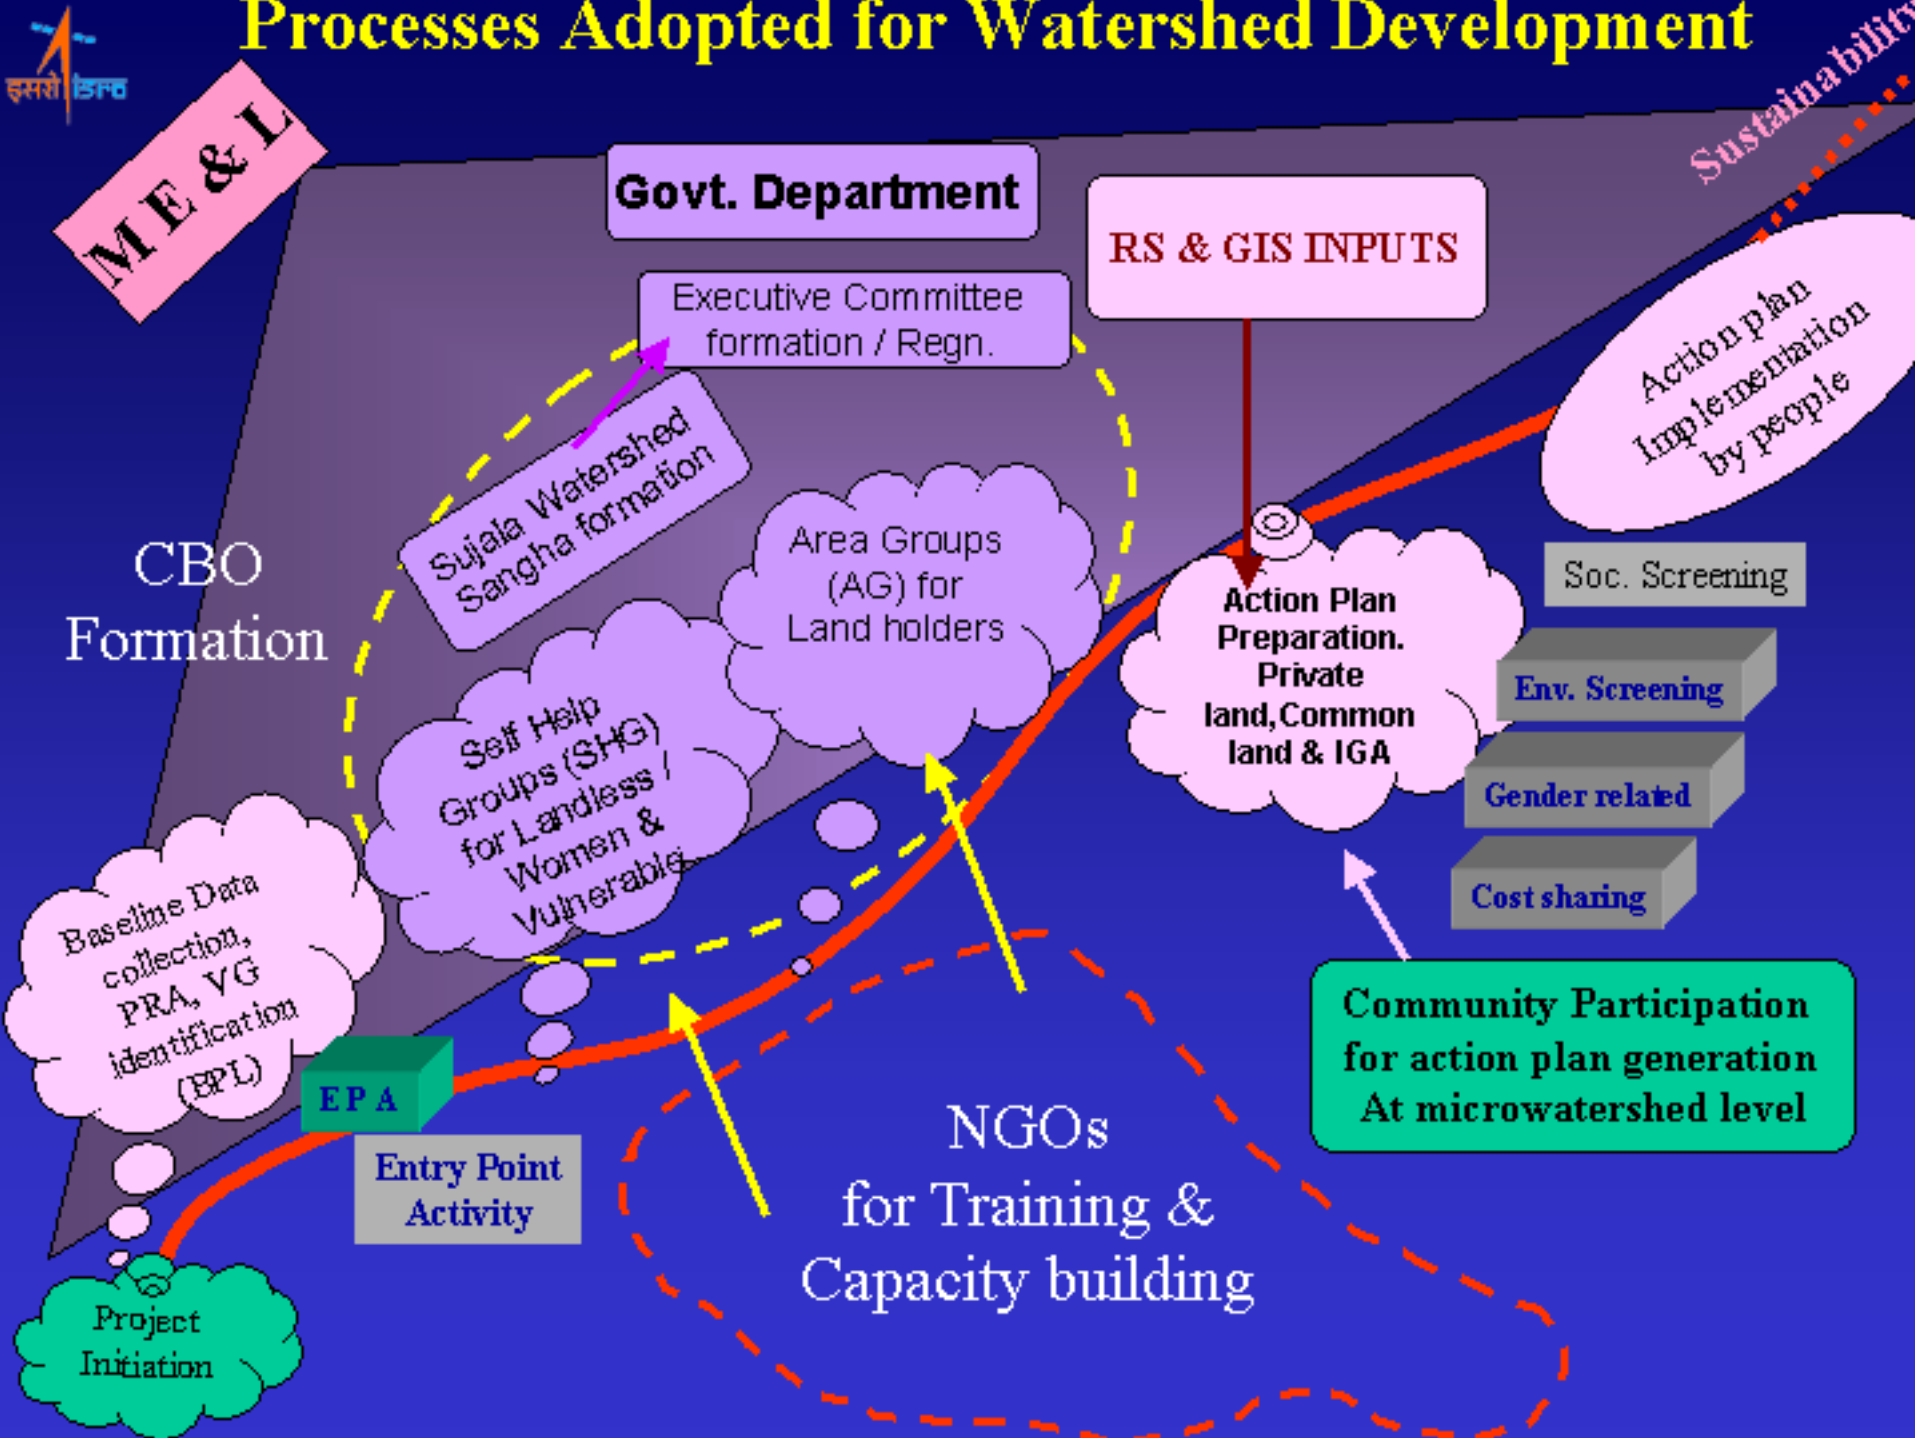 Processes Adopted for Watershed Development
इसरो isro
M E & L
Sustainability
Govt. Department
RS & GIS INPUTS
Executive Committee
formation / Regn.
Action plan
Implementation
by people
Sujala Watershed
Sangha formation
CBO
Formation
Area Groups
(AG) for
Land holders
Soc. Screening
Action Plan
Preparation.
Private
land,Common
land & IGA
Env. Screening
Gender related
Cost sharing
Self Help
Groups (SHG)
for Landless /
Women &
Vulnerable
Baseline Data
collection,
PRA, VG
identification
(BPL)
E P A
Entry Point
Activity
Community Participation
for action plan generation
At microwatershed level
NGOs
for Training &
Capacity building
Project
Initiation